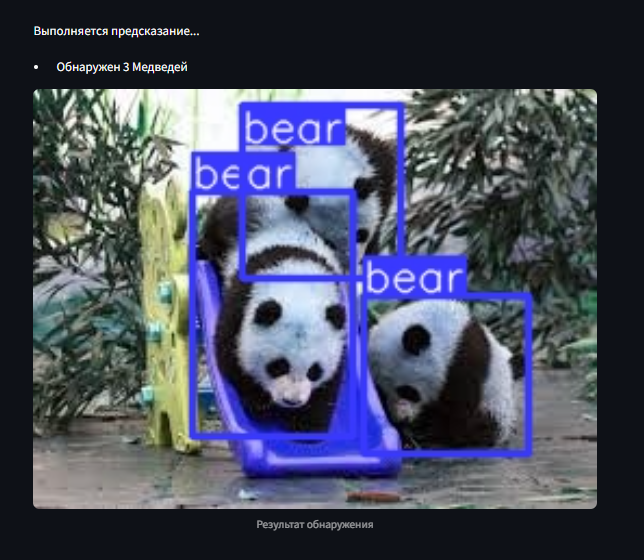 Выполняется предсказание...
• Обнаружен 3 Медведей
bear
bear
bear
Результат обнаружения